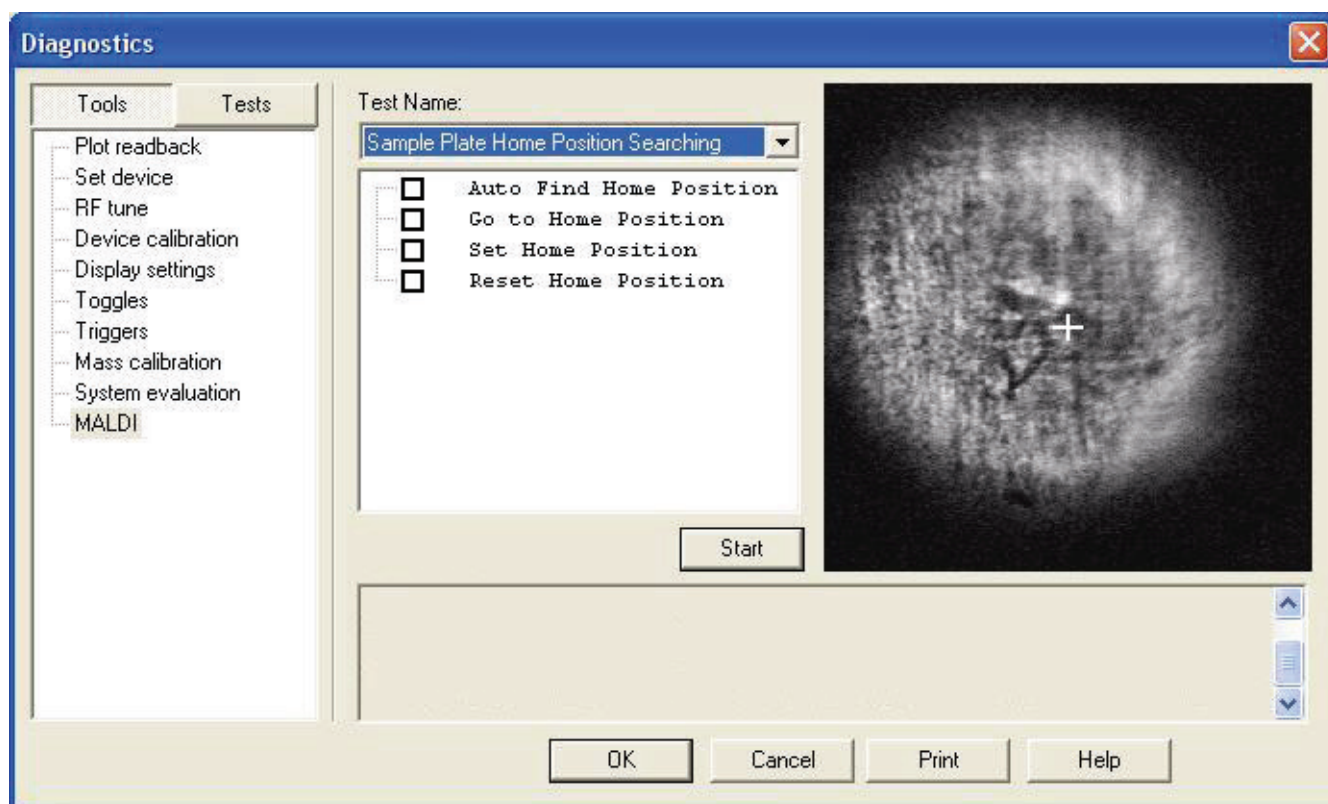 Diagnostics
Tools
Tests
Plot readback
Set device
RF tune
Device calibration
Display settings
Toggles
Triggers
Mass calibration
System evaluation
MALDI
Test Name:
Sample Plate Home Position Searching
Auto Find Home Position
Go to Home Position
Set Home Position
Reset Home Position
Start
OK
Cancel
Print
Help